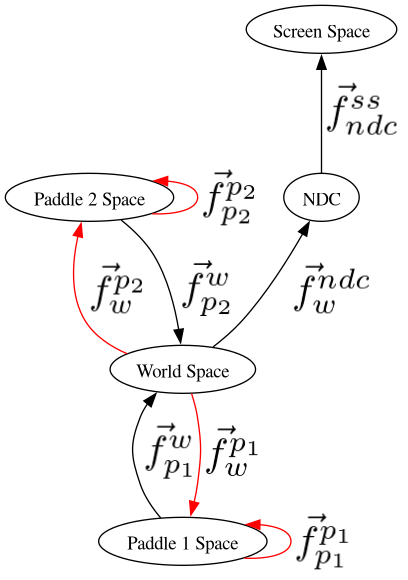 Screen Space
$\vec{f}_{ndc}^{ss}$
Paddle 2 Space
$\vec{f}_{p_2}^{p_2}$
NDC
$\vec{f}_{w}^{p_2}$
$\vec{f}_{p_2}^{w}$
$\vec{f}_{w}^{ndc}$
World Space
$\vec{f}_{p_1}^{w}$
$\vec{f}_{w}^{p_1}$
Paddle 1 Space
$\vec{f}_{p_1}^{p_1}$